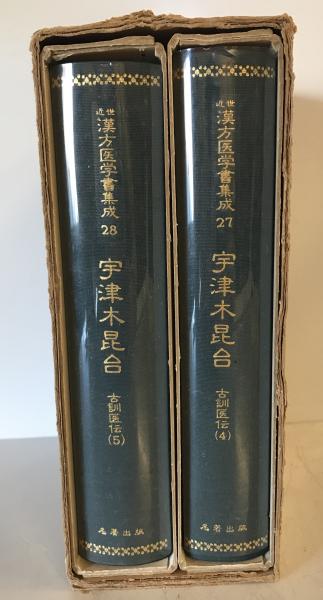 近世
漢方医学書集成
27
宇津木昆台
古訓医伝
(4)
名著出版
近世
漢方医学書集成
28
宇津木昆台
古訓医伝
(5)
名著出版